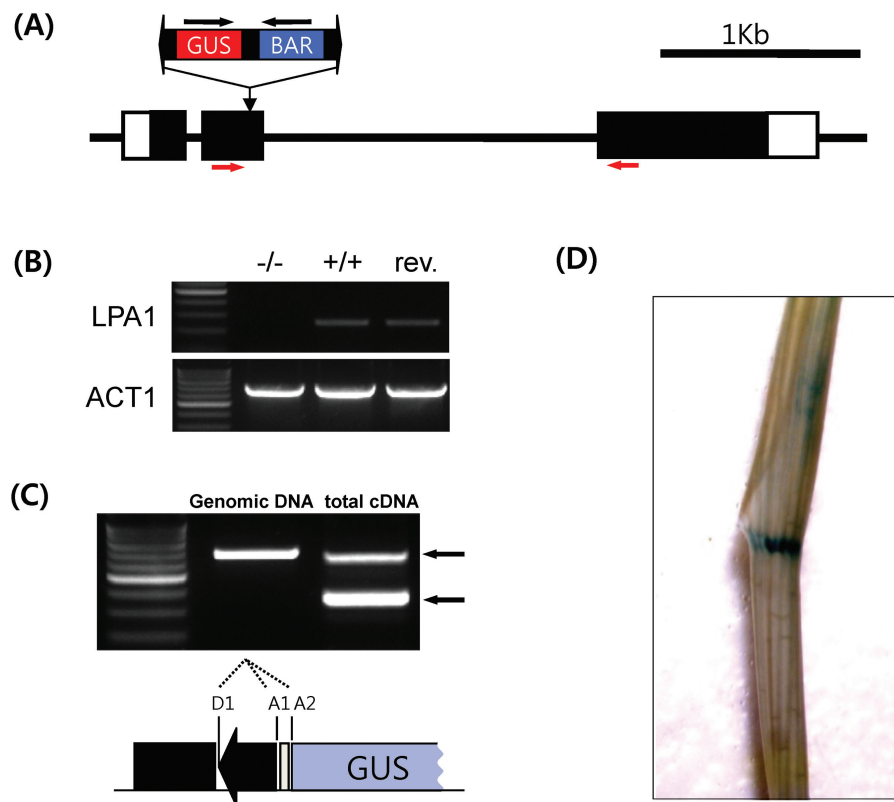 (A)
GUS BAR
1Kb
(B)
-/- +/+ rev.
LPA1
ACT1
(C)
Genomic DNA total cDNA
D1 A1 A2
GUS
(D)